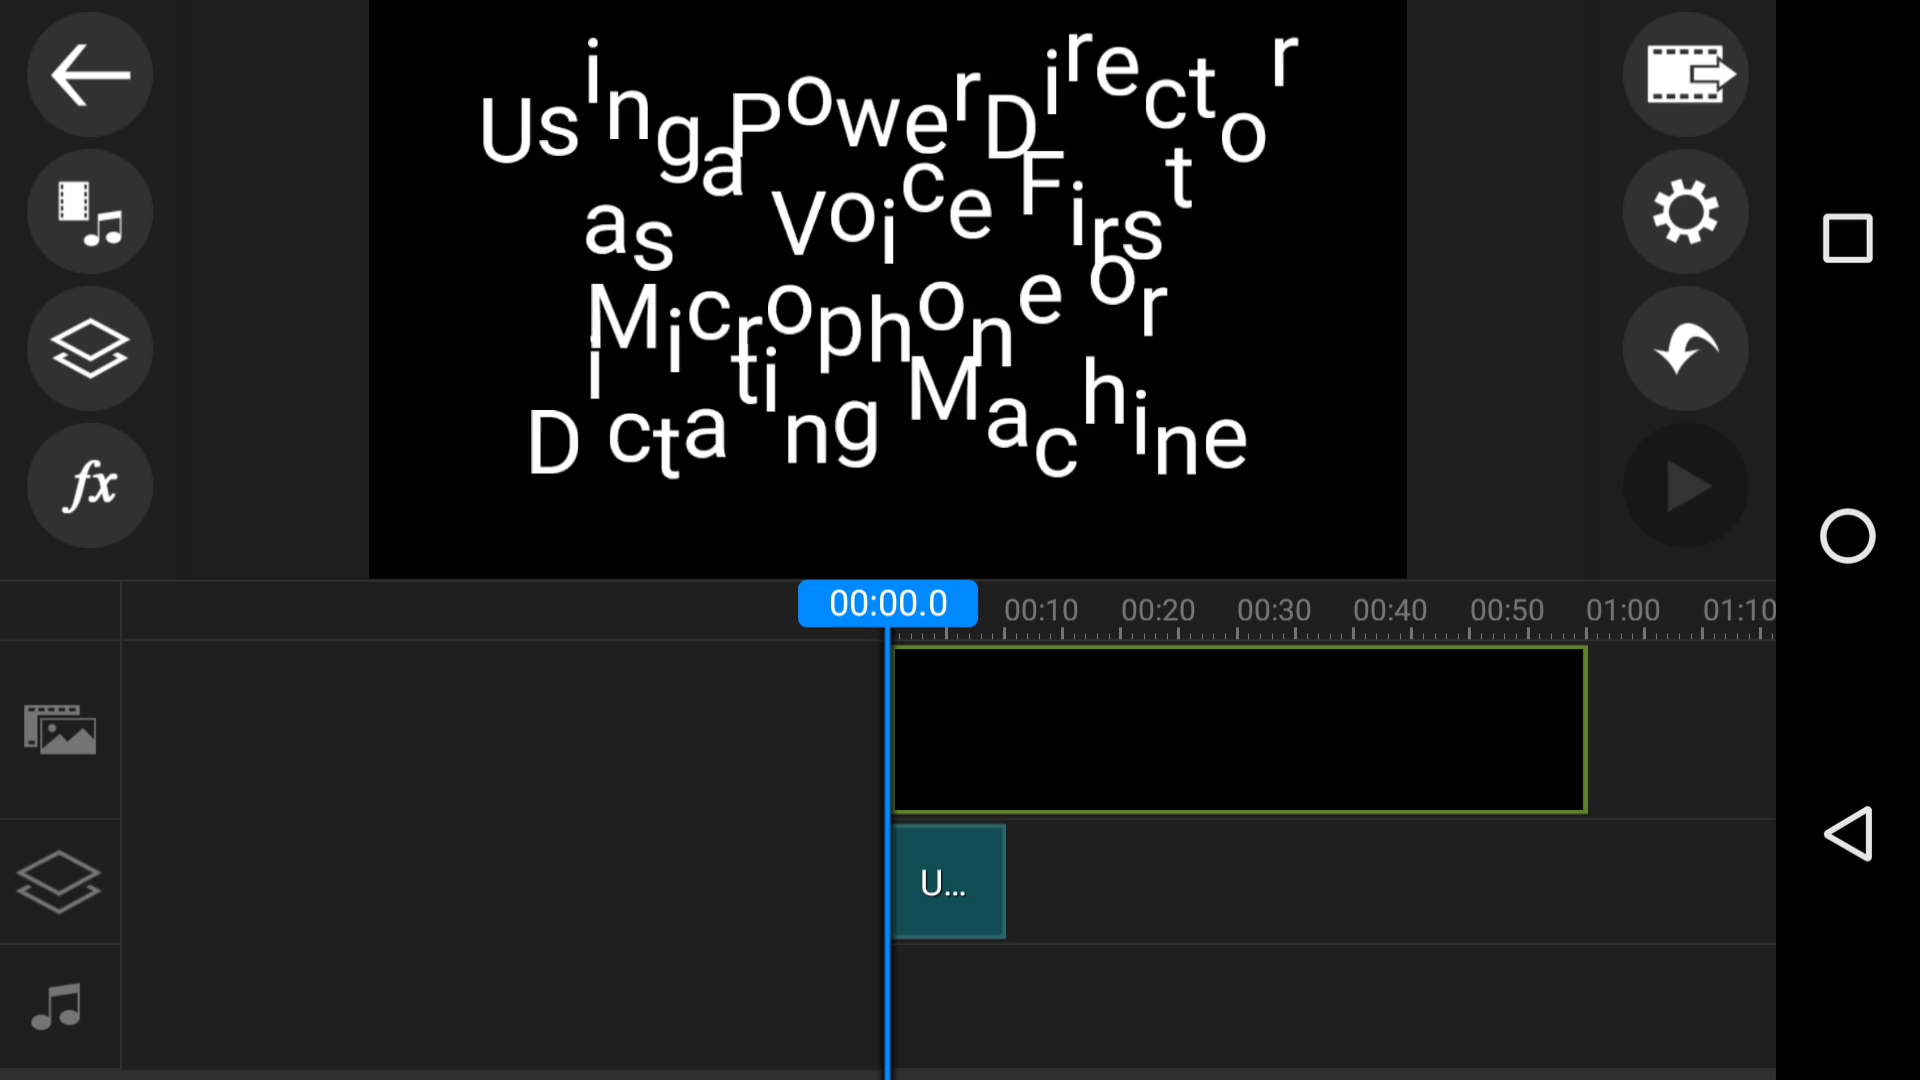 Using PowerDirector
as a Voice First
Microphone or
Dictating Machine
fx
00:00.0 00:10 00:20 00:30 00:40 00:50 01:00 01:10
U...